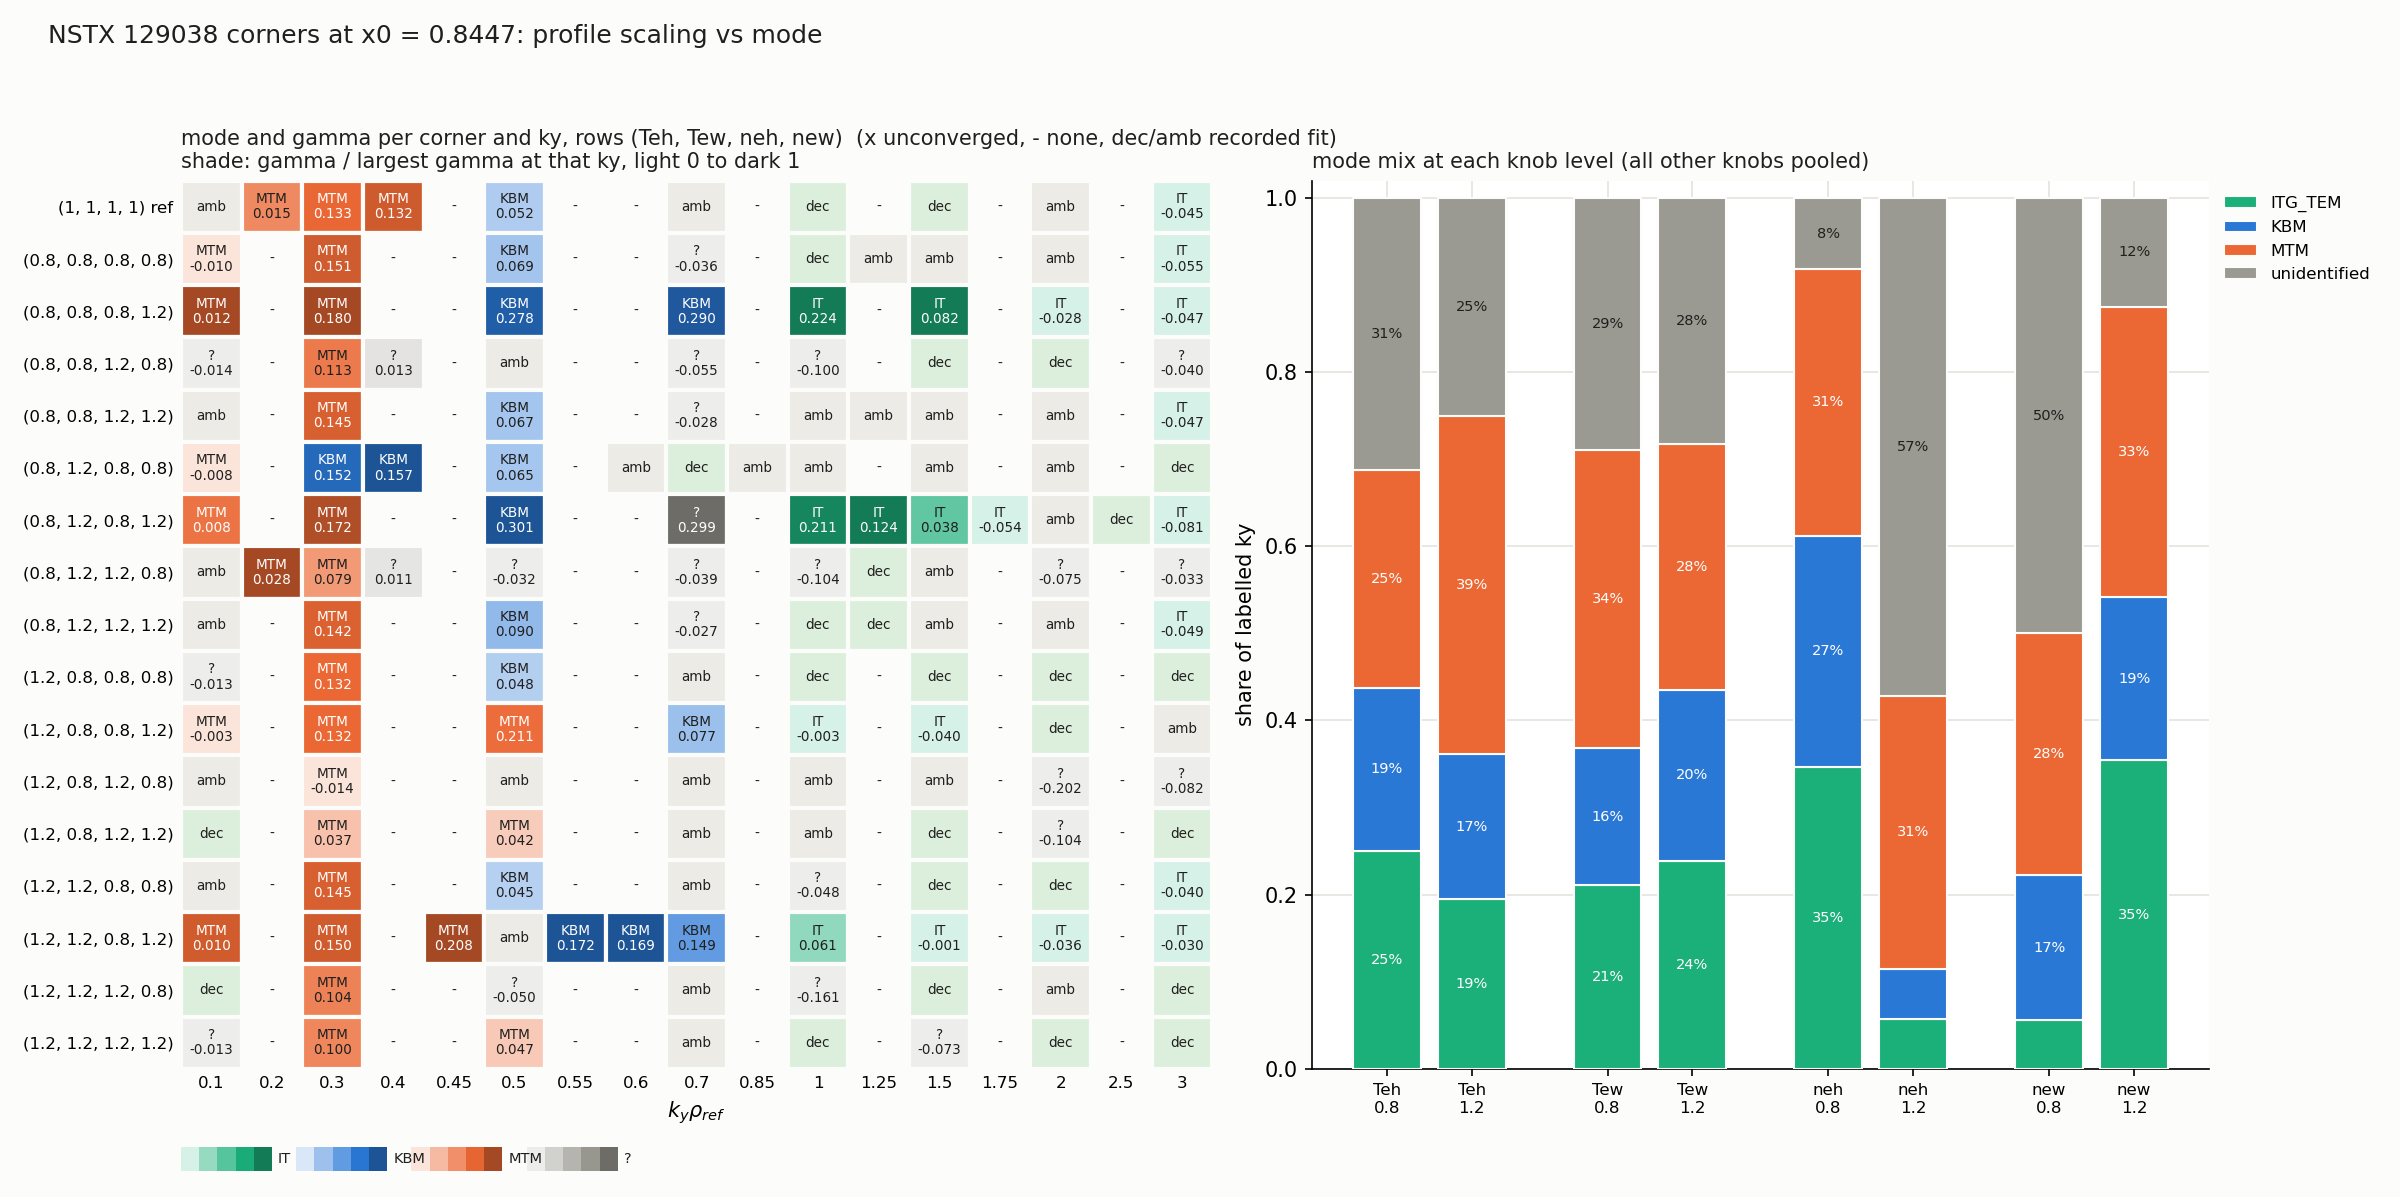 NSTX 129038 corners at x0 = 0.8447: profile scaling vs mode
mode and gamma per corner and ky, rows (Teh, Tew, neh, new)  (x unconverged, - none, dec/amb recorded fit)
shade: gamma / largest gamma at that ky, light 0 to dark 1
(1, 1, 1, 1) ref amb MTM MTM MTM - KBM - - amb - dec - dec - amb - IT
0.015 0.133 0.132 0.052 -0.045
(0.8, 0.8, 0.8, 0.8) MTM - MTM - - KBM - - ? - dec amb amb - amb - IT
-0.010 0.151 0.069 -0.036 -0.055
(0.8, 0.8, 0.8, 1.2) MTM - MTM - - KBM - - KBM - IT - IT - IT - IT
0.012 0.180 0.278 0.290 0.224 0.082 -0.028 -0.047
(0.8, 0.8, 1.2, 0.8) ? - MTM ? - amb - - ? - ? - dec - dec - ?
-0.014 0.113 0.013 -0.055 -0.100 -0.040
(0.8, 0.8, 1.2, 1.2) amb - MTM - - KBM - - ? - amb amb amb - amb - IT
0.145 0.067 -0.028 -0.047
(0.8, 1.2, 0.8, 0.8) MTM - KBM KBM - KBM - amb dec amb amb - amb - amb - dec
-0.008 0.152 0.157 0.065
(0.8, 1.2, 0.8, 1.2) MTM - MTM - - KBM - - ? - IT IT IT IT amb dec IT
0.008 0.172 0.301 0.299 0.211 0.124 0.038 -0.054 -0.081
(0.8, 1.2, 1.2, 0.8) amb MTM MTM ? - ? - - ? - ? dec amb - ? - ?
0.028 0.079 0.011 -0.032 -0.039 -0.104 -0.075 -0.033
(0.8, 1.2, 1.2, 1.2) amb - MTM - - KBM - - ? - dec dec amb - amb - IT
0.142 0.090 -0.027 -0.049
(1.2, 0.8, 0.8, 0.8) ? - MTM - - KBM - - amb - dec - dec - dec - dec
-0.013 0.132 0.048
(1.2, 0.8, 0.8, 1.2) MTM - MTM - - MTM - - KBM - IT - IT - dec - amb
-0.003 0.132 0.211 0.077 -0.003 -0.040
(1.2, 0.8, 1.2, 0.8) amb - MTM - - amb - - amb - amb - amb - ? - ?
-0.014 -0.202 -0.082
(1.2, 0.8, 1.2, 1.2) dec - MTM - - MTM - - amb - amb - dec - ? - dec
0.037 0.042 -0.104
(1.2, 1.2, 0.8, 0.8) amb - MTM - - KBM - - amb - ? - dec - dec - IT
0.145 0.045 -0.048 -0.040
(1.2, 1.2, 0.8, 1.2) MTM - MTM - MTM amb KBM KBM KBM - IT - IT - IT - IT
0.010 0.150 0.208 0.172 0.169 0.149 0.061 -0.001 -0.036 -0.030
(1.2, 1.2, 1.2, 0.8) dec - MTM - - ? - - amb - ? - dec - amb - dec
0.104 -0.050 -0.161
(1.2, 1.2, 1.2, 1.2) ? - MTM - - MTM - - amb - dec - ? - dec - dec
-0.013 0.100 0.047 -0.073
0.1 0.2 0.3 0.4 0.45 0.5 0.55 0.6 0.7 0.85 1 1.25 1.5 1.75 2 2.5 3
kyρref
IT KBM MTM ?
mode mix at each knob level (all other knobs pooled)
share of labelled ky
1.0
0.8
0.6
0.4
0.2
0.0
31% 25% 29% 28% 8% 57% 50% 12%
25% 39% 34% 28% 31% 31% 28% 33%
19% 17% 16% 20% 27% 17% 19%
25% 19% 21% 24% 35% 35%
Teh Teh Tew Tew neh neh new new
0.8 1.2 0.8 1.2 0.8 1.2 0.8 1.2
ITG_TEM
KBM
MTM
unidentified